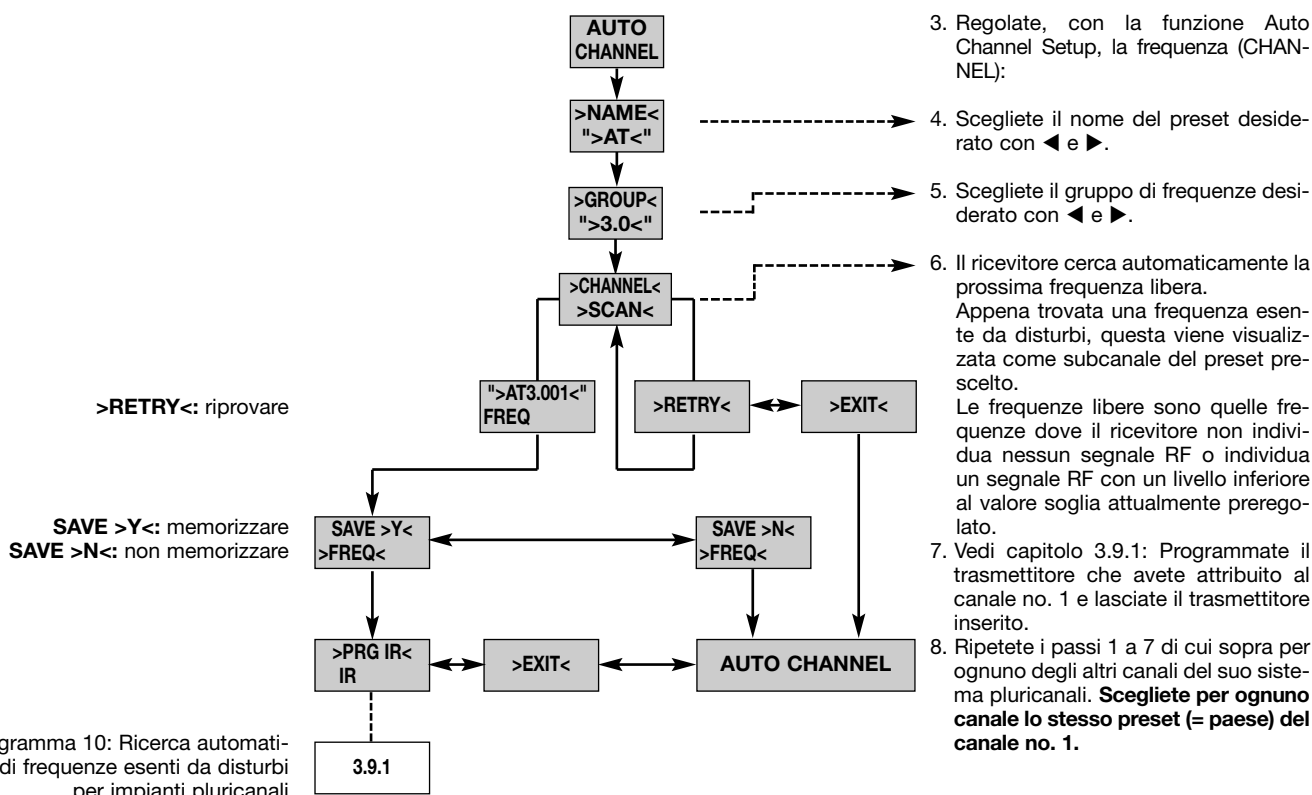 AUTO
CHANNEL
>NAME<
">AT<"
>GROUP<
">3.0<"
>CHANNEL<
>SCAN<
">AT3.001<"
FREQ
>RETRY<
>EXIT<
>RETRY<: riprovare
SAVE >Y<: memorizzare
SAVE >N<: non memorizzare
SAVE >Y<
>FREQ<
SAVE >N<
>FREQ<
>PRG IR<
IR
>EXIT<
AUTO CHANNEL
3.9.1
gramma 10: Ricerca automati-
di frequenze esenti da disturbi
per impianti pluricanali
3. Regolate, con la funzione Auto
Channel Setup, la frequenza (CHAN-
NEL):
4. Scegliete il nome del preset deside-
rato con ◀ e ▶.
5. Scegliete il gruppo di frequenze desi-
derato con ◀ e ▶.
6. Il ricevitore cerca automaticamente la
prossima frequenza libera.
Appena trovata una frequenza esen-
te da disturbi, questa viene visualiz-
zata come subcanale del preset pre-
scelto.
Le frequenze libere sono quelle fre-
quenze dove il ricevitore non indivi-
dua nessun segnale RF o individua
un segnale RF con un livello inferiore
al valore soglia attualmente prerego-
lato.
7. Vedi capitolo 3.9.1: Programmate il
trasmettitore che avete attribuito al
canale no. 1 e lasciate il trasmettitore
inserito.
8. Ripetete i passi 1 a 7 di cui sopra per
ognuno degli altri canali del suo siste-
ma pluricanali. Scegliete per ognuno
canale lo stesso preset (= paese) del
canale no. 1.